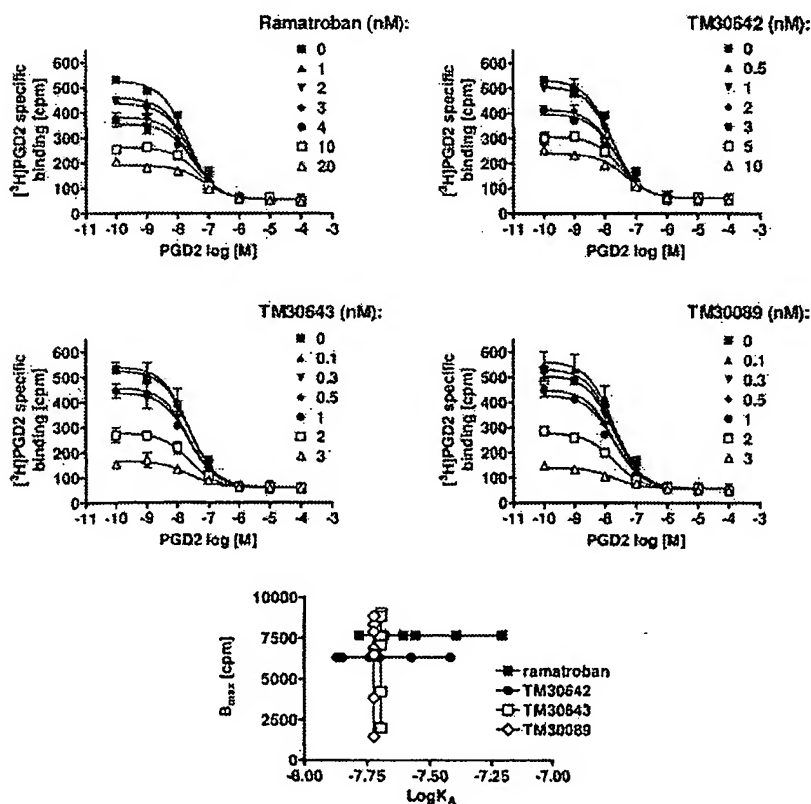 Ramatroban (nM):
0
1
2
3
4
10
20
[³H]PGD2 specific
binding [cpm]
600
500
400
300
200
100
0
-11 -10 -9 -8 -7 -6 -5 -4 -3
PGD2 log [M]
TM30642 (nM):
0
0.5
1
2
3
5
10
[³H]PGD2 specific
binding [cpm]
600
500
400
300
200
100
0
-11 -10 -9 -8 -7 -6 -5 -4 -3
PGD2 log [M]
TM30643 (nM):
0
0.1
0.3
0.5
1
2
3
[³H]PGD2 specific
binding [cpm]
600
500
400
300
200
100
0
-11 -10 -9 -8 -7 -6 -5 -4 -3
PGD2 log [M]
TM30089 (nM):
0
0.1
0.3
0.5
1
2
3
[³H]PGD2 specific
binding [cpm]
600
500
400
300
200
100
0
-11 -10 -9 -8 -7 -6 -5 -4 -3
PGD2 log [M]
Bmax [cpm]
10000
7500
5000
2500
0
-8.00 -7.75 -7.50 -7.25 -7.00
LogKA
ramatroban
TM30642
TM30643
TM30089